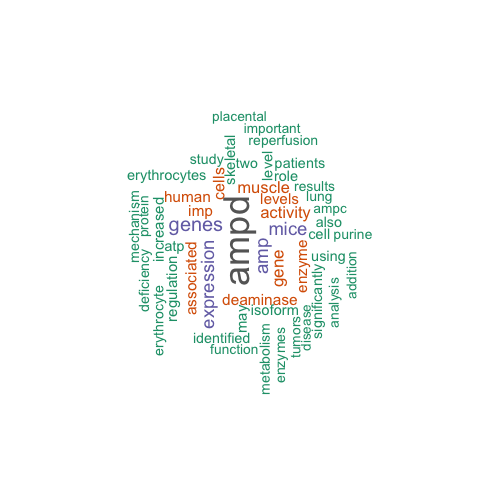 placental
important
reperfusion
study
skeletal
two
level
patients
erythrocytes
cells
muscle
role
results
human
levels
lung
imp
activity
ampc
mechanism
protein
increased
genes
ampd
amp
mice
also
cell
purine
atp
expression
gene
enzyme
using
deficiency
regulation
associated
addition
erythrocyte
deaminase
significantly
analysis
may
isoform
disease
identified
tumors
function
metabolism
enzymes
in